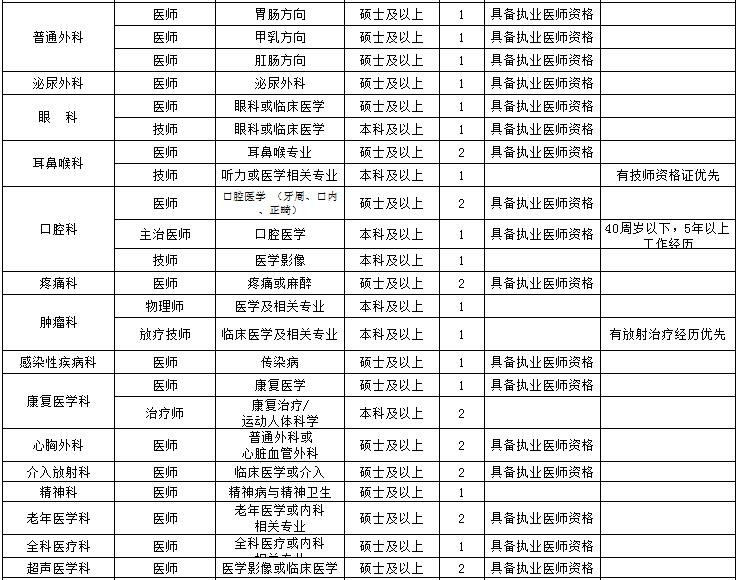 普通外科 医师 胃肠方向 硕士及以上 1 具备执业医师资格
医师 甲乳方向 硕士及以上 1 具备执业医师资格
医师 肛肠方向 硕士及以上 1 具备执业医师资格
泌尿外科 医师 泌尿外科 硕士及以上 1 具备执业医师资格
眼 科 医师 眼科或临床医学 硕士及以上 1 具备执业医师资格
技师 眼科或临床医学 本科及以上 1 具备执业医师资格
耳鼻喉科 医师 耳鼻喉专业 硕士及以上 2 具备执业医师资格
技师 听力或医学相关专业 本科及以上 1 有技师资格证优先
口腔科 医师 口腔医学 （牙周、口内
、正畸） 硕士及以上 2 具备执业医师资格
主治医师 口腔医学 本科及以上 1 具备执业医师资格 40周岁以下，5年以上
工作经历
技师 医学影像 本科及以上 1
疼痛科 医师 疼痛或麻醉 硕士及以上 2 具备执业医师资格
肿瘤科 物理师 医学及相关专业 本科及以上 1
放疗技师 临床医学及相关专业 本科及以上 1 有放射治疗经历优先
感染性疾病科 医师 传染病 硕士及以上 1 具备执业医师资格
康复医学科 医师 康复医学 硕士及以上 1 具备执业医师资格
治疗师 康复治疗/
运动人体科学 本科及以上 2
心胸外科 医师 普通外科或
心脏血管外科 硕士及以上 2 具备执业医师资格
介入放射科 医师 临床医学或介入 硕士及以上 2 具备执业医师资格
精神科 医师 精神病与精神卫生 硕士及以上 1
老年医学科 医师 老年医学或内科
相关专业 硕士及以上 2 具备执业医师资格
全科医疗科 医师 全科医疗或内科
相关专业 硕士及以上 1 具备执业医师资格
超声医学科 医师 医学影像或临床医学 硕士及以上 2 具备执业医师资格